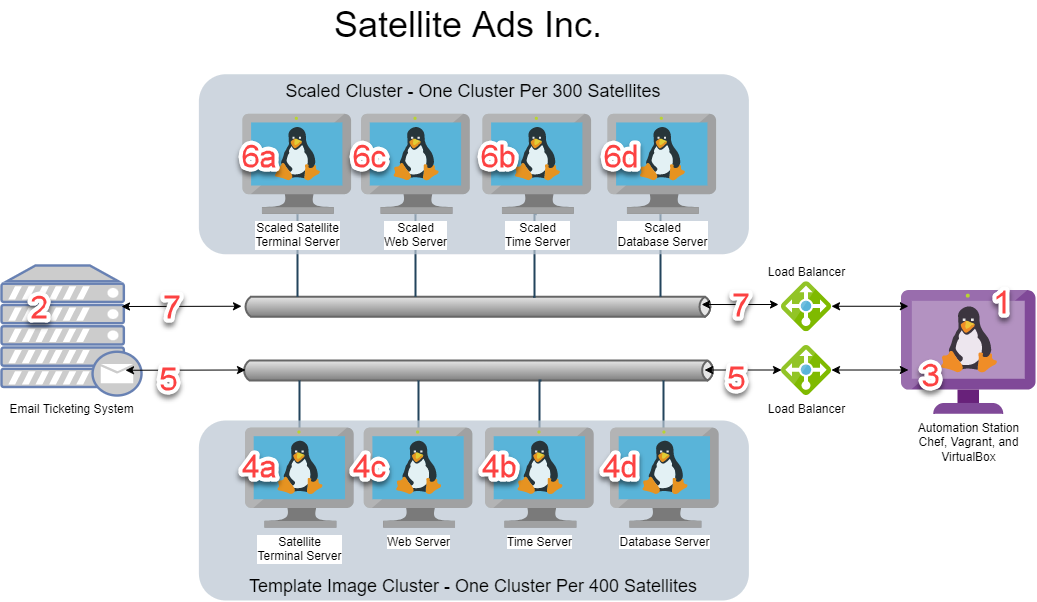 Satellite Ads Inc.
Scaled Cluster - One Cluster Per 300 Satellites
6a
6c
6b
6d
Scaled Satellite
Terminal Server
Scaled
Web Server
Scaled
Time Server
Scaled
Database Server
2
7
7
Load Balancer
1
3
5
5
Email Ticketing System
Load Balancer
Automation Station
Chef, Vagrant, and
VirtualBox
4a
4c
4b
4d
Satellite
Terminal Server
Web Server
Time Server
Database Server
Template Image Cluster - One Cluster Per 400 Satellites